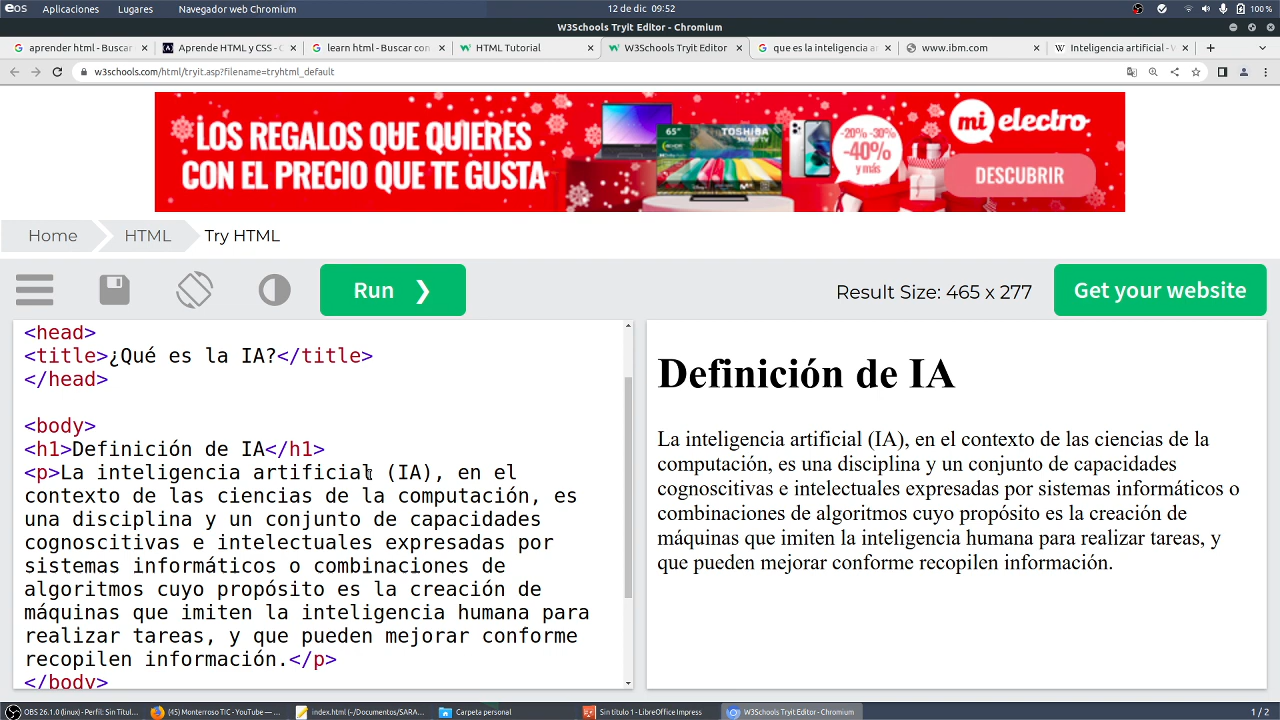 eos Aplicaciones Lugares Navegador web Chromium 12 de dic 09:52 100 %
W3Schools Tryit Editor - Chromium
aprender html - Buscar Aprende HTML y CSS - C learn html - Buscar con HTML Tutorial W3Schools Tryit Editor que es la inteligencia ar www.ibm.com Inteligencia artificial - W
w3schools.com/html/tryit.asp?filename=tryhtml_default
LOS REGALOS QUE QUIERES
CON EL PRECIO QUE TE GUSTA
65" TOSHIBA
-20% -30%
-40%
y más
mi electro
DESCUBRIR
Home HTML Try HTML
Run ❯
Result Size: 465 x 277
Get your website
<head>
<title>¿Qué es la IA?</title>
</head>
<body>
<h1>Definición de IA</h1>
<p>La inteligencia artificial (IA), en el
contexto de las ciencias de la computación, es
una disciplina y un conjunto de capacidades
cognoscitivas e intelectuales expresadas por
sistemas informáticos o combinaciones de
algoritmos cuyo propósito es la creación de
máquinas que imiten la inteligencia humana para
realizar tareas, y que pueden mejorar conforme
recopilen información.</p>
</body>
Definición de IA
La inteligencia artificial (IA), en el contexto de las ciencias de la
computación, es una disciplina y un conjunto de capacidades
cognoscitivas e intelectuales expresadas por sistemas informáticos o
combinaciones de algoritmos cuyo propósito es la creación de
máquinas que imiten la inteligencia humana para realizar tareas, y
que pueden mejorar conforme recopilen información.
OBS 26.1.0 (linux) - Perfil: Sin Títul... (45) Monterroso TIC - YouTube — ... index.html (~/Documentos/SARA... Carpeta personal Sin título 1 - LibreOffice Impress W3Schools Tryit Editor - Chromium 1 / 2